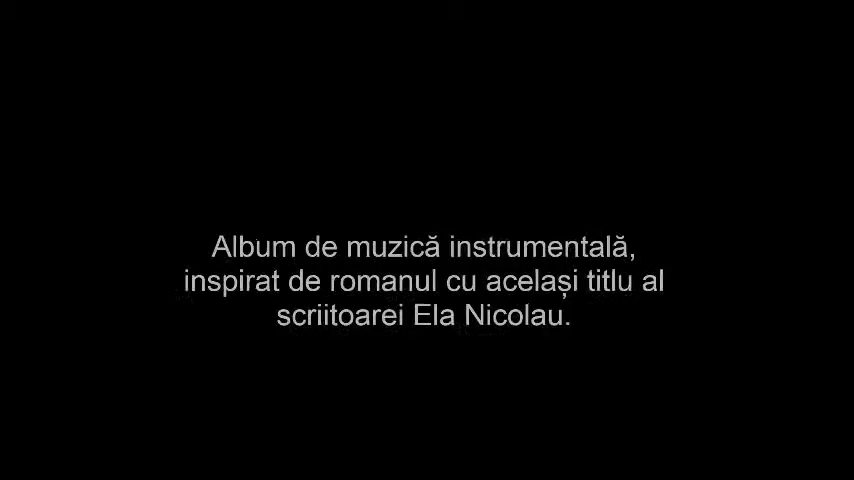 Album de muzică instrumentală,
inspirat de romanul cu același titlu al
scriitoarei Ela Nicolau.